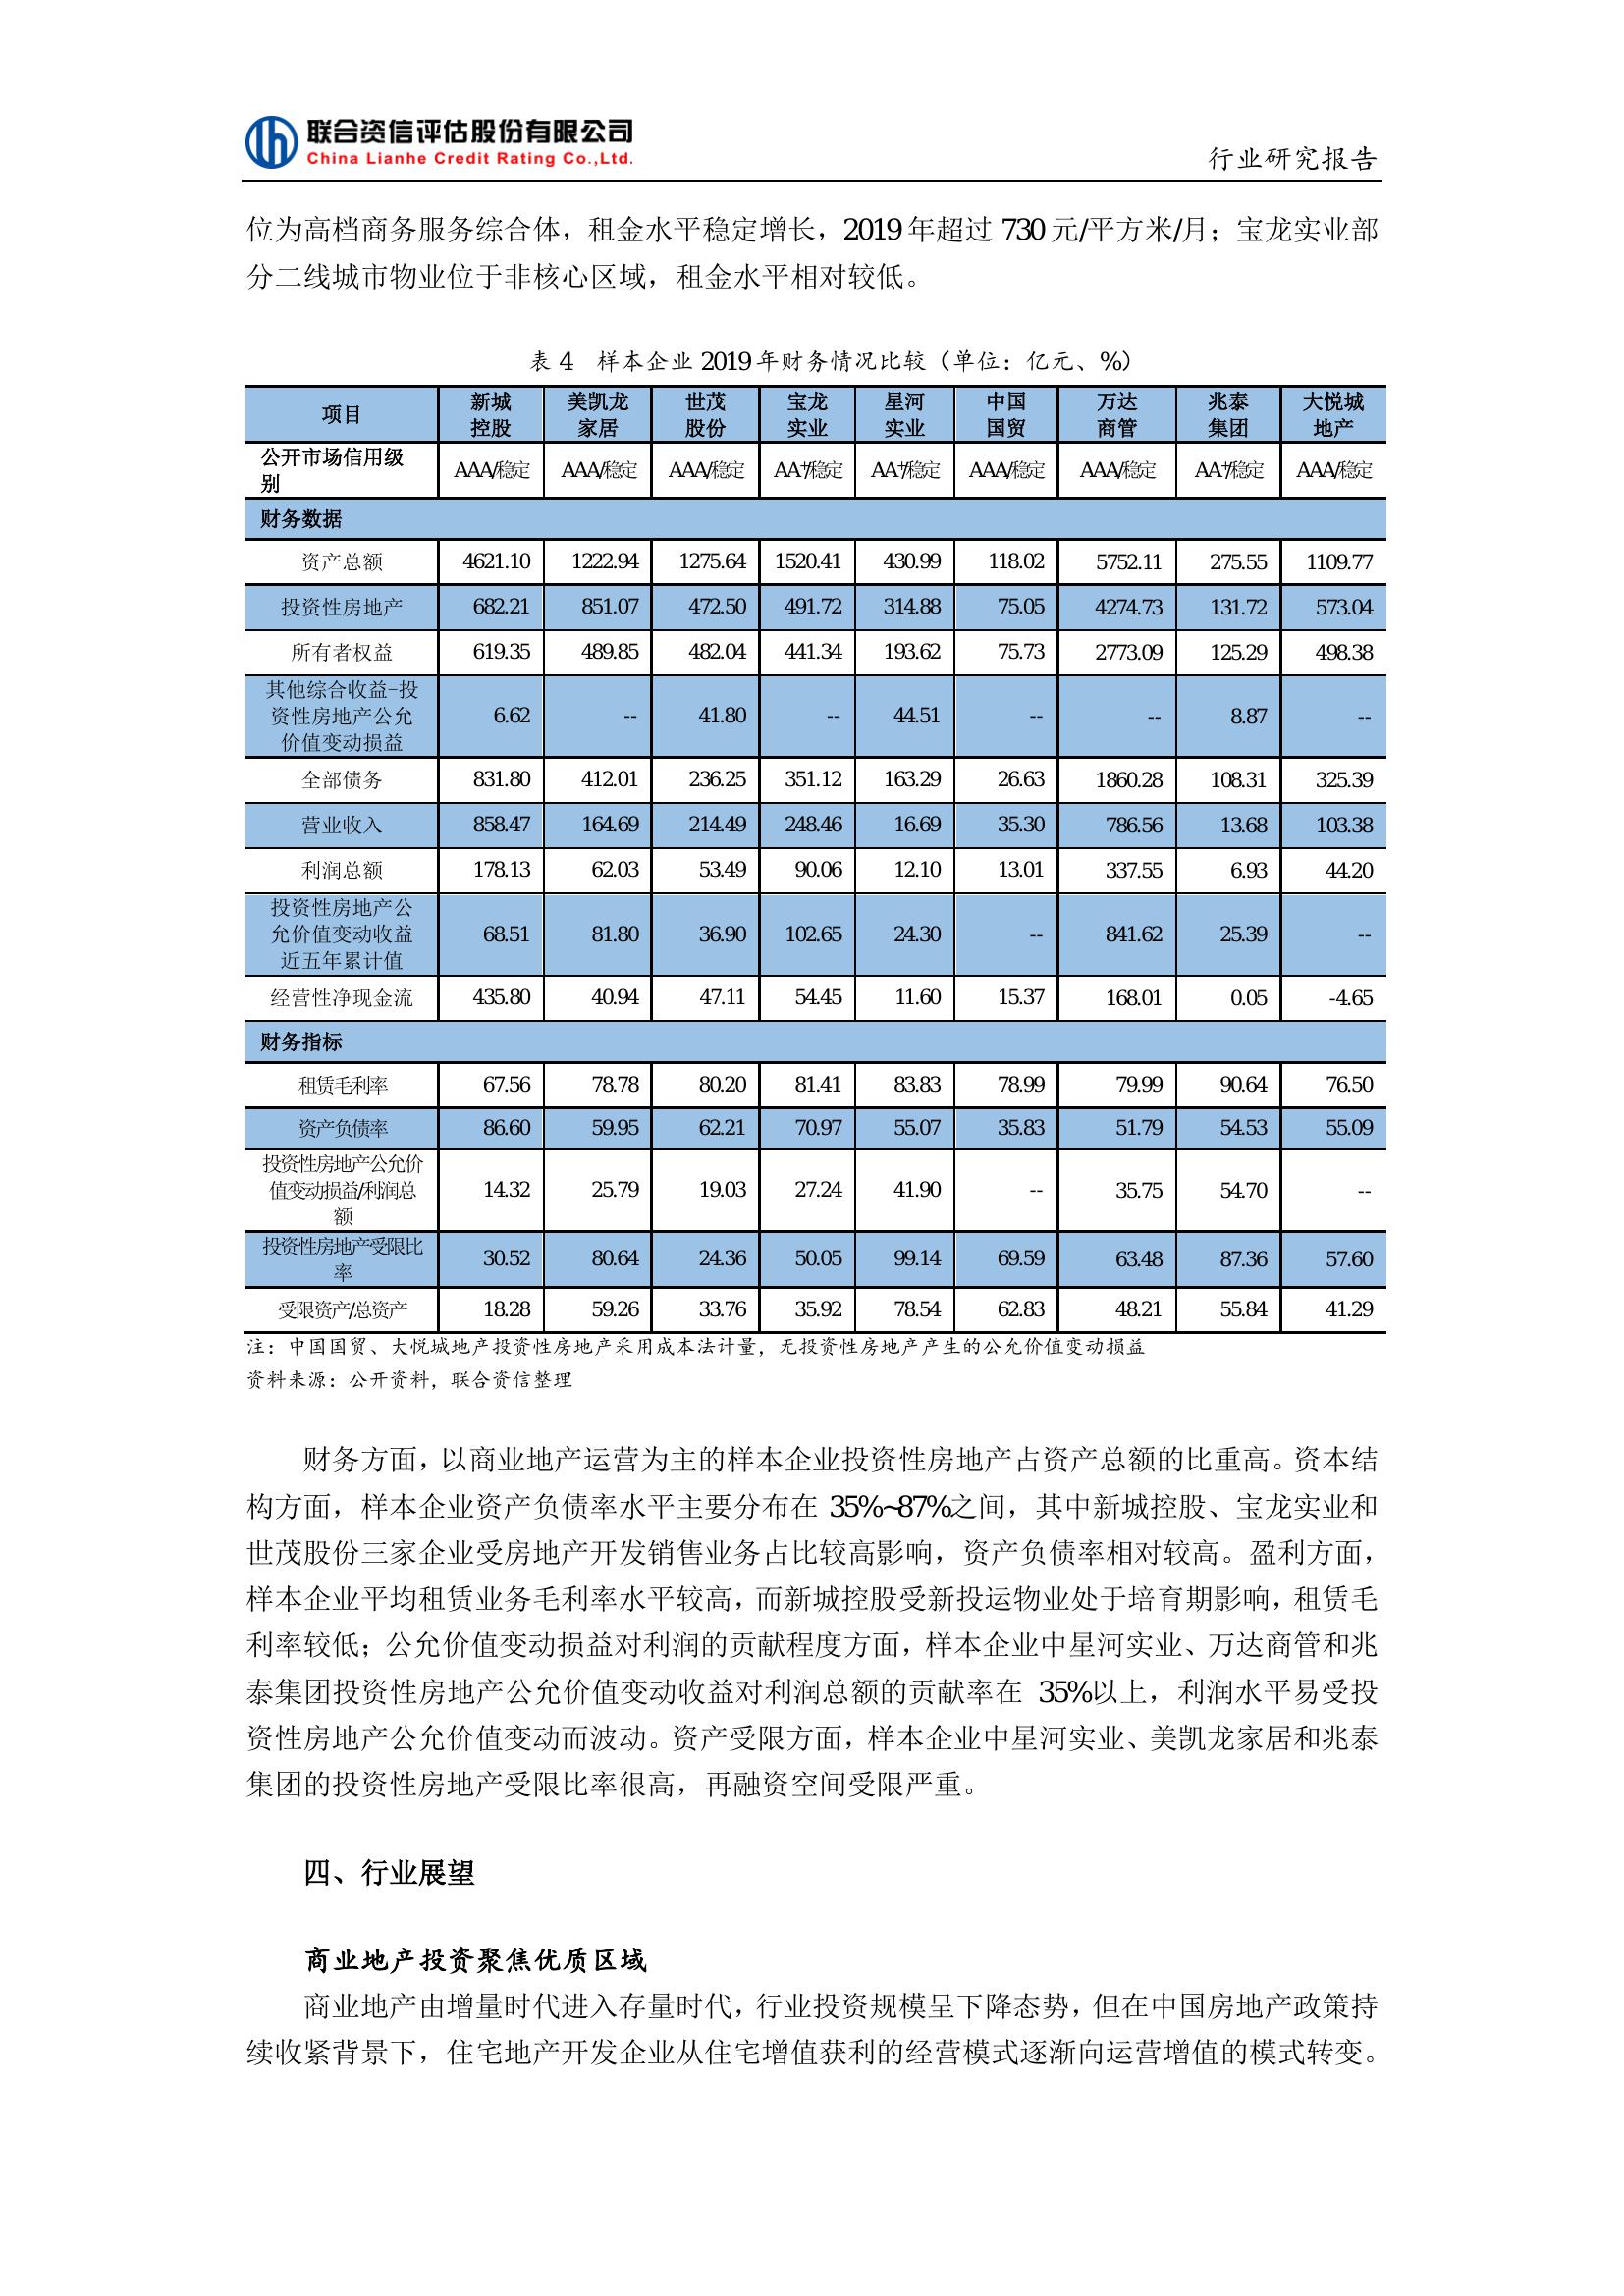 联合资信评估股份有限公司
China Lianhe Credit Rating Co.,Ltd.
行业研究报告
位为高档商务服务综合体，租金水平稳定增长，2019年超过 730 元/平方米/月；宝龙实业部
分二线城市物业位于非核心区域，租金水平相对较低。
表 4 样本企业 2019 年财务情况比较（单位：亿元、%）
项目 新城控股 美凯龙家居 世茂股份 宝龙实业 星河实业 中国国贸 万达商管 兆泰集团 大悦城地产
公开市场信用级别 AAA/稳定 AAA/稳定 AAA/稳定 AA+/稳定 AA+/稳定 AAA/稳定 AAA/稳定 AA+/稳定 AAA/稳定
财务数据
资产总额 4621.10 1222.94 1275.64 1520.41 430.99 118.02 5752.11 275.55 1109.77
投资性房地产 682.21 851.07 472.50 491.72 314.88 75.05 4274.73 131.72 573.04
所有者权益 619.35 489.85 482.04 441.34 193.62 75.73 2773.09 125.29 498.38
其他综合收益-投资性房地产公允价值变动损益 6.62 -- 41.80 -- 44.51 -- -- 8.87 --
全部债务 831.80 412.01 236.25 351.12 163.29 26.63 1860.28 108.31 325.39
营业收入 858.47 164.69 214.49 248.46 16.69 35.30 786.56 13.68 103.38
利润总额 178.13 62.03 53.49 90.06 12.10 13.01 337.55 6.93 44.20
投资性房地产公允价值变动收益近五年累计值 68.51 81.80 36.90 102.65 24.30 -- 841.62 25.39 --
经营性净现金流 435.80 40.94 47.11 54.45 11.60 15.37 168.01 0.05 -4.65
财务指标
租赁毛利率 67.56 78.78 80.20 81.41 83.83 78.99 79.99 90.64 76.50
资产负债率 86.60 59.95 62.21 70.97 55.07 35.83 51.79 54.53 55.09
投资性房地产公允价值变动损益/利润总额 14.32 25.79 19.03 27.24 41.90 -- 35.75 54.70 --
投资性房地产受限比率 30.52 80.64 24.36 50.05 99.14 69.59 63.48 87.36 57.60
受限资产/总资产 18.28 59.26 33.76 35.92 78.54 62.83 48.21 55.84 41.29
注：中国国贸、大悦城地产投资性房地产采用成本法计量，无投资性房地产产生的公允价值变动损益
资料来源：公开资料，联合资信整理
财务方面，以商业地产运营为主的样本企业投资性房地产占资产总额的比重高。资本结
构方面，样本企业资产负债率水平主要分布在 35%~87%之间，其中新城控股、宝龙实业和
世茂股份三家企业受房地产开发销售业务占比较高影响，资产负债率相对较高。盈利方面，
样本企业平均租赁业务毛利率水平较高，而新城控股受新投运物业处于培育期影响，租赁毛
利率较低；公允价值变动损益对利润的贡献程度方面，样本企业中星河实业、万达商管和兆
泰集团投资性房地产公允价值变动收益对利润总额的贡献率在 35%以上，利润水平易受投
资性房地产公允价值变动而波动。资产受限方面，样本企业中星河实业、美凯龙家居和兆泰
集团的投资性房地产受限比率很高，再融资空间受限严重。
四、行业展望
商业地产投资聚焦优质区域
商业地产由增量时代进入存量时代，行业投资规模呈下降态势，但在中国房地产政策持
续收紧背景下，住宅地产开发企业从住宅增值获利的经营模式逐渐向运营增值的模式转变。